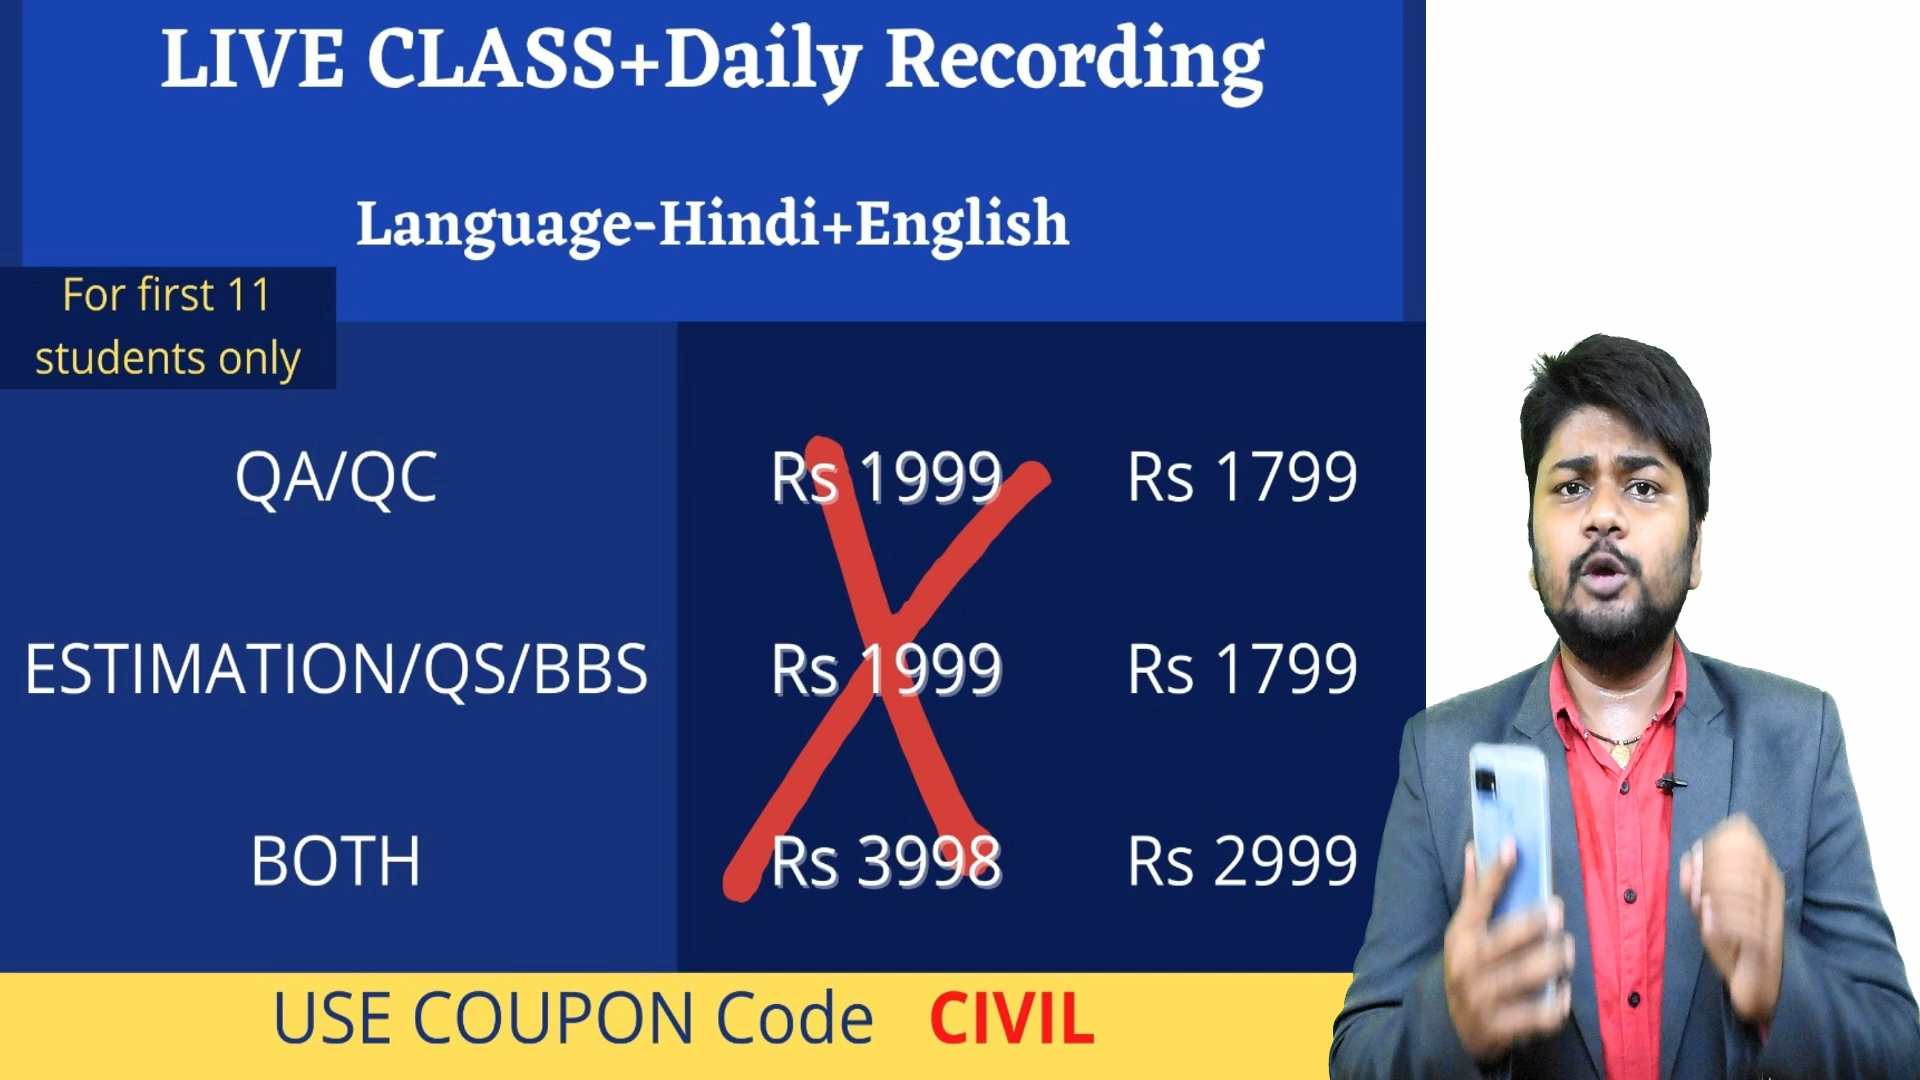 LIVE CLASS+Daily Recording
Language-Hindi+English
For first 11
students only
QA/QC Rs 1999 Rs 1799
ESTIMATION/QS/BBS Rs 1999 Rs 1799
BOTH Rs 3998 Rs 2999
USE COUPON Code CIVIL